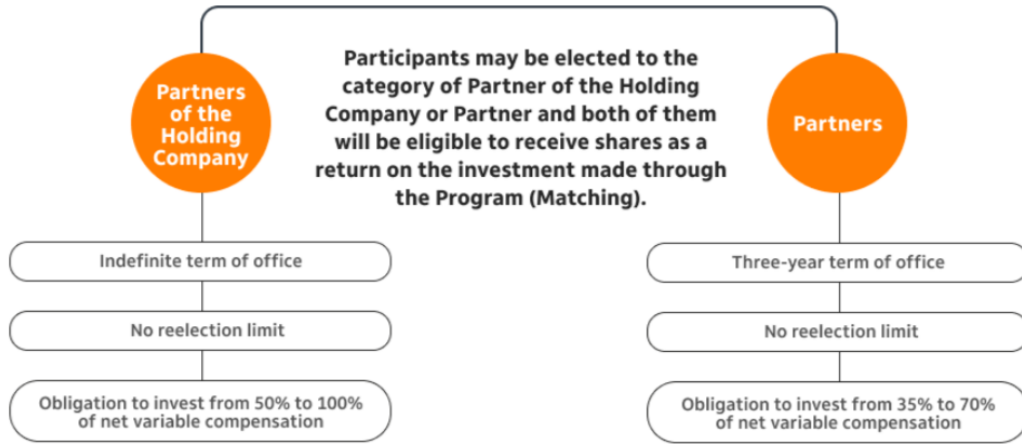 Partners
of the
Holding
Company
Participants may be elected to the
category of Partner of the Holding
Company or Partner and both of them
will be eligible to receive shares as a
return on the investment made through
the Program (Matching).
Partners
Indefinite term of office
No reelection limit
Obligation to invest from 50% to 100%
of net variable compensation
Three-year term of office
No reelection limit
Obligation to invest from 35% to 70%
of net variable compensation